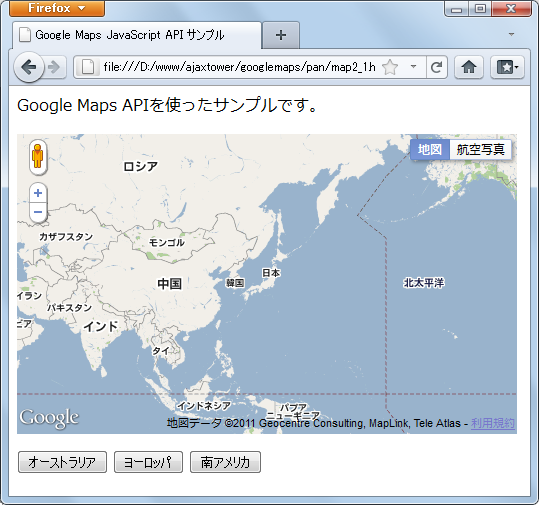 Firefox
Google Maps JavaScript API サンプル
file:///D:/www/ajaxtower/googlemaps/pan/map2_1.h
Google Maps APIを使ったサンプルです。
地図 航空写真
ロシア
カザフスタン
モンゴル
中国
韓国
日本
北太平洋
イラン
パキスタン
ビア
インド
タイ
インドネシア
パプア
ニューギニア
Google
地図データ ©2011 Geocentre Consulting, MapLink, Tele Atlas - 利用規約
オーストラリア ヨーロッパ 南アメリカ